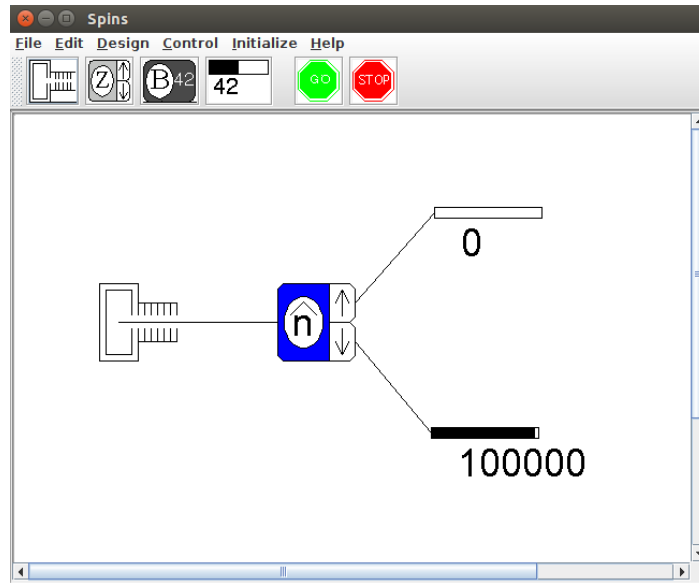 Spins
File Edit Design Control Initialize Help
Z B 42 42 GO STOP
0
n̂
100000